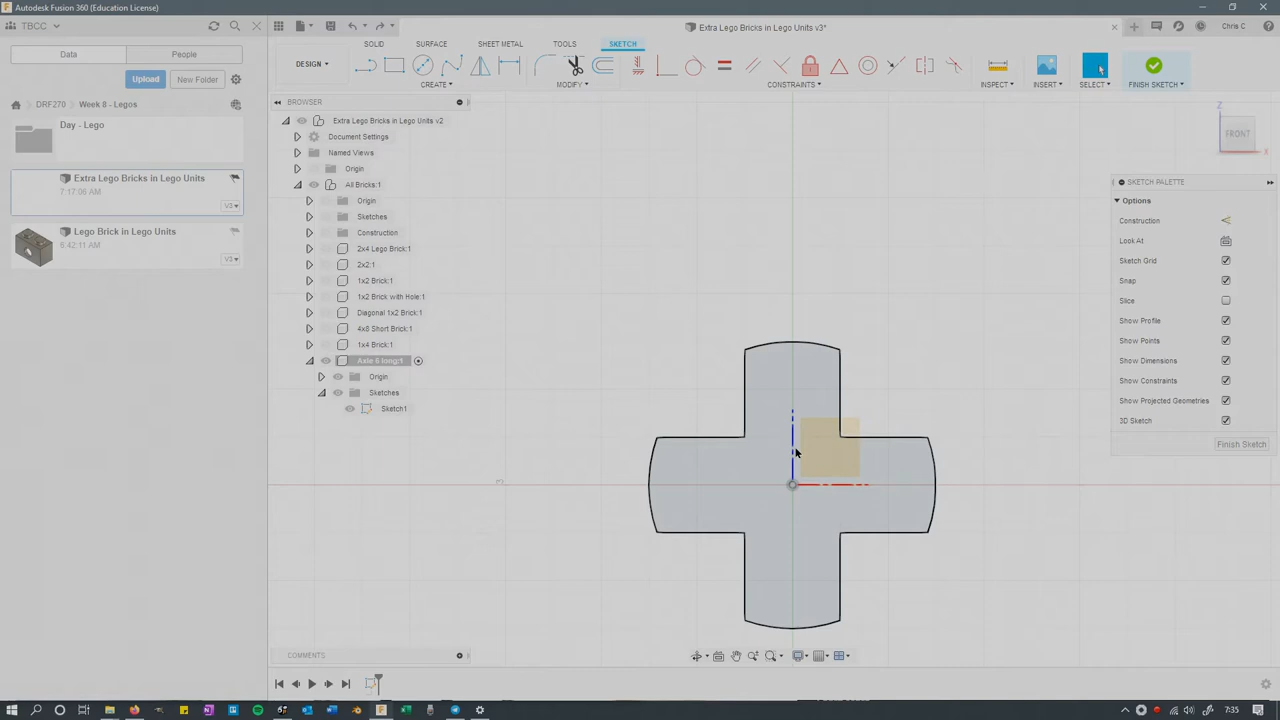 Autodesk Fusion 360 (Education License)
TBCC
Extra Lego Bricks in Lego Units v3*
Chris C
Data
People
SOLID
SURFACE
SHEET METAL
TOOLS
SKETCH
DESIGN
Upload
New Folder
CREATE
MODIFY
CONSTRAINTS
INSPECT
INSERT
SELECT
FINISH SKETCH
DRF270
Week 8 - Legos
BROWSER
Day - Lego
Extra Lego Bricks in Lego Units v2
Document Settings
Named Views
Origin
All Bricks:1
Origin
Sketches
Construction
2x4 Lego Brick:1
2x2:1
1x2 Brick:1
1x2 Brick with Hole:1
Diagonal 1x2 Brick:1
4x8 Short Brick:1
1x4 Brick:1
Axle 6 long:1
Origin
Sketches
Sketch1
Extra Lego Bricks in Lego Units
7:17:06 AM
V3
Lego Brick in Lego Units
6:42:11 AM
V3
Z
FRONT
X
SKETCH PALETTE
Options
Construction
Look At
Sketch Grid
Snap
Slice
Show Profile
Show Points
Show Dimensions
Show Constraints
Show Projected Geometries
3D Sketch
Finish Sketch
COMMENTS
7:35